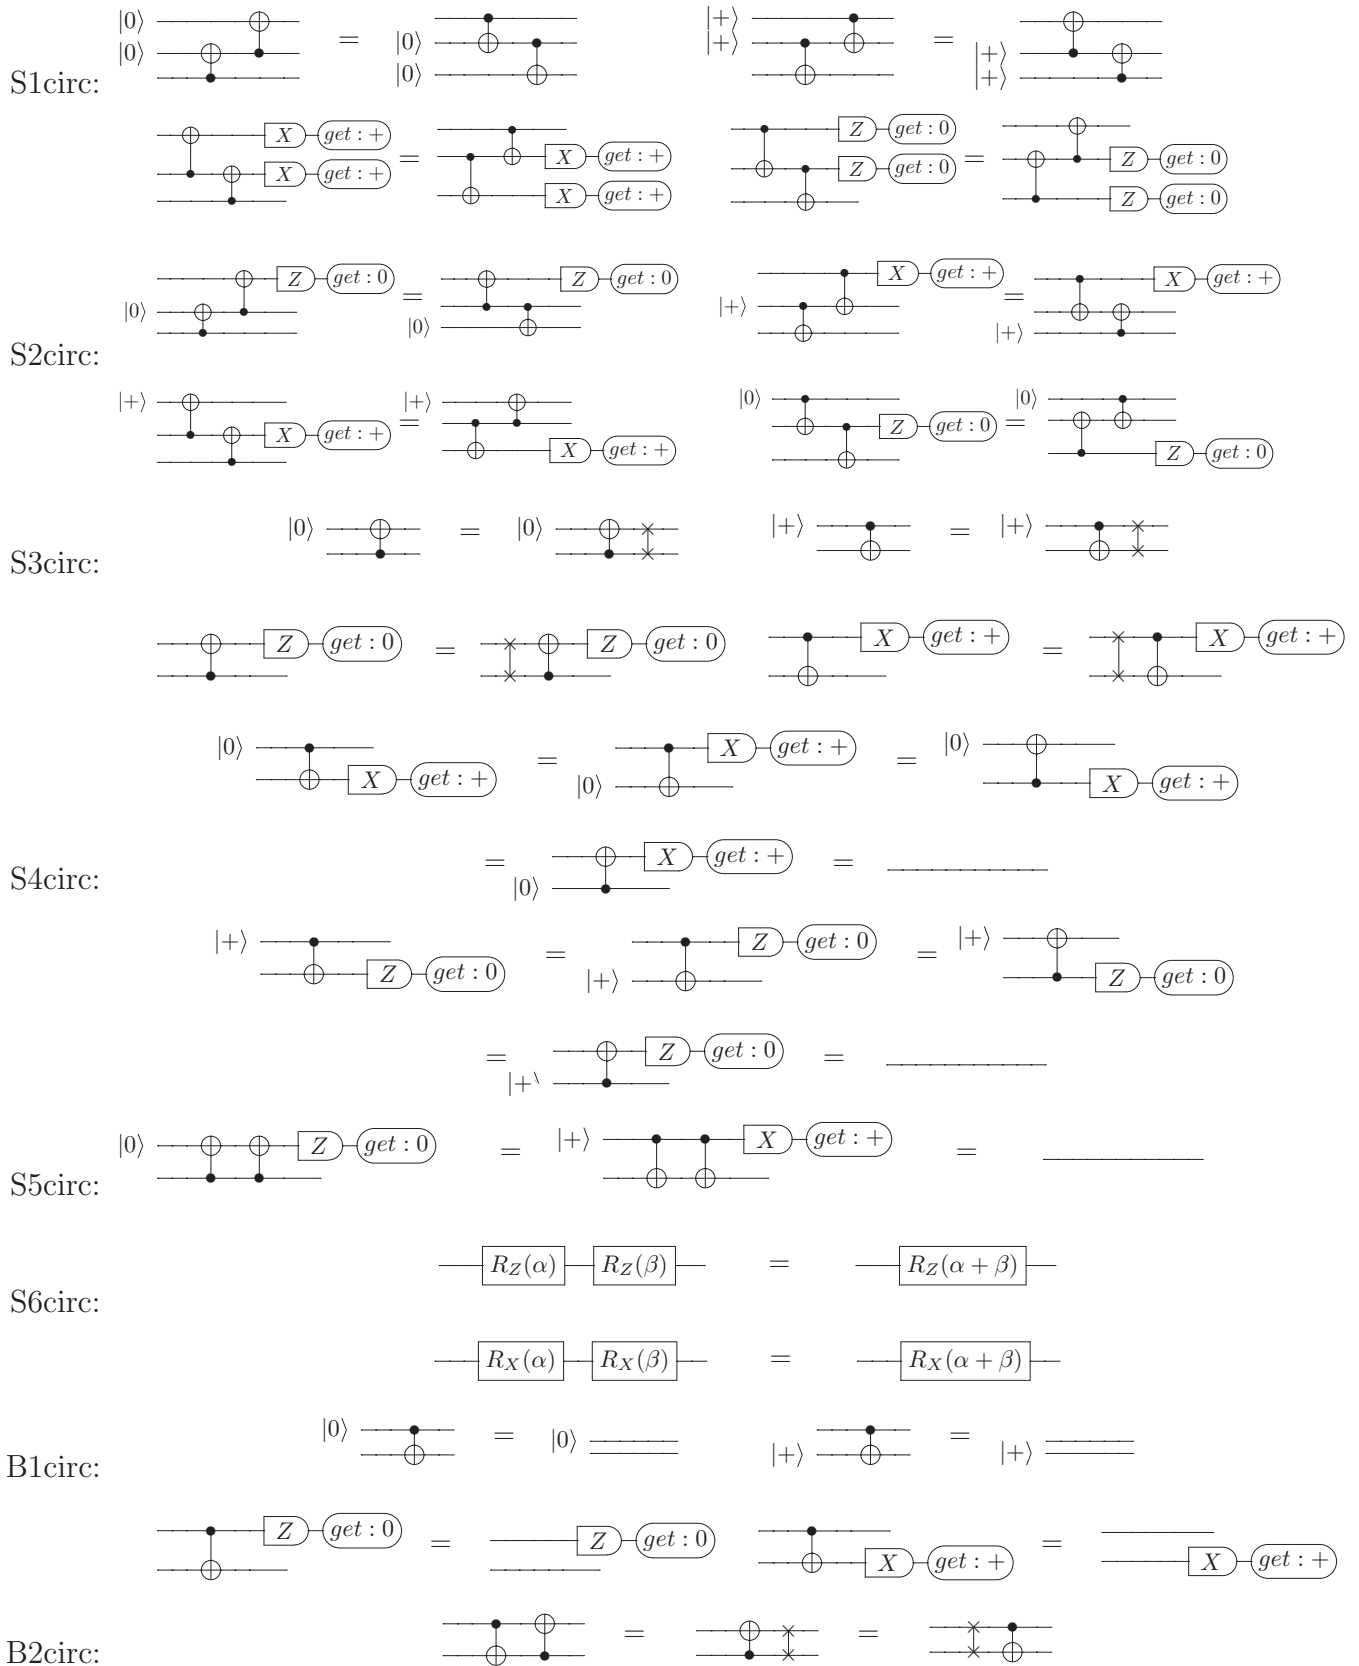 |0⟩ = |+⟩ =
|0⟩ |0⟩ |+⟩ |+⟩
S1circ: |0⟩ |+⟩
X get : + = X get : + Z get : 0 = Z get : 0
X get : + X get : + Z get : 0 Z get : 0
Z get : 0 = Z get : 0 X get : + = X get : +
|0⟩ |0⟩ |+⟩ |+⟩
S2circ:
|+⟩ = |+⟩ |0⟩ = |0⟩
X get : + X get : + Z get : 0 Z get : 0
|0⟩ = |0⟩ |+⟩ = |+⟩
S3circ:
Z get : 0 = Z get : 0 X get : + = X get : +
|0⟩ X get : + = |0⟩ X get : + = |0⟩ X get : +
S4circ: = |0⟩ X get : + =
|+⟩ Z get : 0 = |+⟩ Z get : 0 = |+⟩ Z get : 0
= |+ Z get : 0 =
|0⟩ Z get : 0 = |+⟩ X get : + =
S5circ:
R_Z(α) R_Z(β) = R_Z(α + β)
S6circ:
R_X(α) R_X(β) = R_X(α + β)
|0⟩ = |0⟩ |+⟩ = |+⟩
B1circ:
Z get : 0 = Z get : 0 X get : + = X get : +
= =
B2circ: